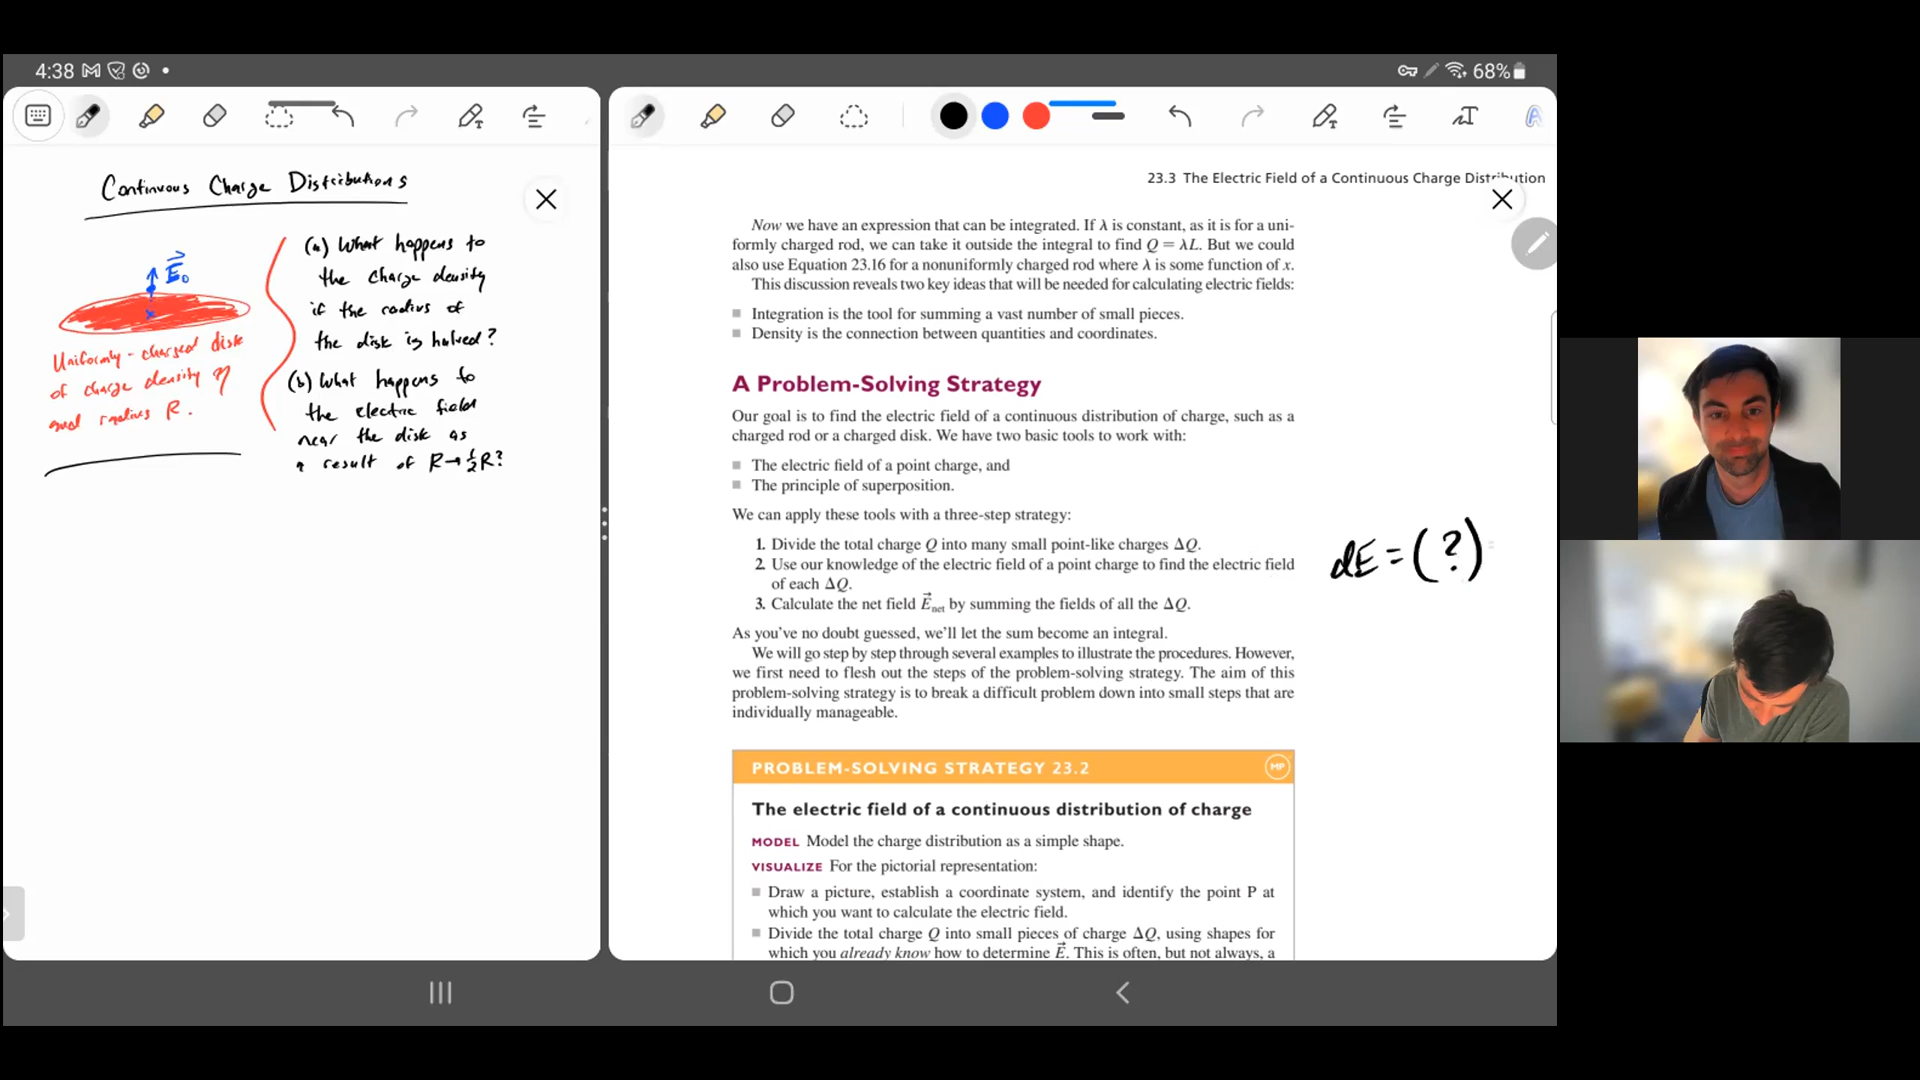 4:38
68%
Continuous Charge Distributions
E₀
Uniformly-charged disk
of charge density η
and radius R.
(a) What happens to
the charge density
if the radius of
the disk is halved?
(b) What happens to
the electric field
near the disk as
a result of R→½R?
23.3 The Electric Field of a Continuous Charge Distribution
Now we have an expression that can be integrated. If λ is constant, as it is for a uni-
formly charged rod, we can take it outside the integral to find Q = λL. But we could
also use Equation 23.16 for a nonuniformly charged rod where λ is some function of x.
This discussion reveals two key ideas that will be needed for calculating electric fields:
■ Integration is the tool for summing a vast number of small pieces.
■ Density is the connection between quantities and coordinates.
A Problem-Solving Strategy
Our goal is to find the electric field of a continuous distribution of charge, such as a
charged rod or a charged disk. We have two basic tools to work with:
■ The electric field of a point charge, and
■ The principle of superposition.
We can apply these tools with a three-step strategy:
1. Divide the total charge Q into many small point-like charges ΔQ.
2. Use our knowledge of the electric field of a point charge to find the electric field
of each ΔQ.
3. Calculate the net field E⃗net by summing the fields of all the ΔQ.
dE = (?)
As you've no doubt guessed, we'll let the sum become an integral.
We will go step by step through several examples to illustrate the procedures. However,
we first need to flesh out the steps of the problem-solving strategy. The aim of this
problem-solving strategy is to break a difficult problem down into small steps that are
individually manageable.
PROBLEM-SOLVING STRATEGY 23.2
MP
The electric field of a continuous distribution of charge
MODEL Model the charge distribution as a simple shape.
VISUALIZE For the pictorial representation:
■ Draw a picture, establish a coordinate system, and identify the point P at
which you want to calculate the electric field.
■ Divide the total charge Q into small pieces of charge ΔQ, using shapes for
which you already know how to determine E⃗. This is often, but not always, a